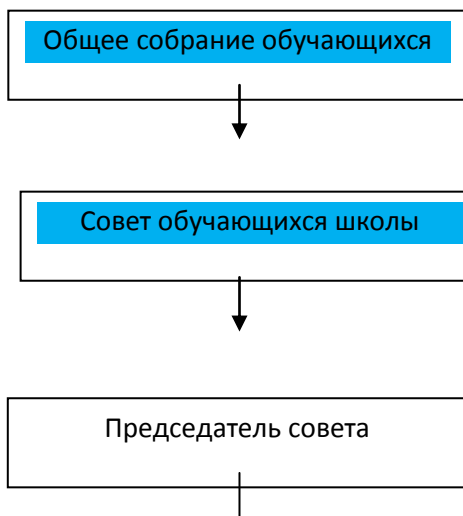 Общее собрание обучающихся
Совет обучающихся школы
Председатель совета